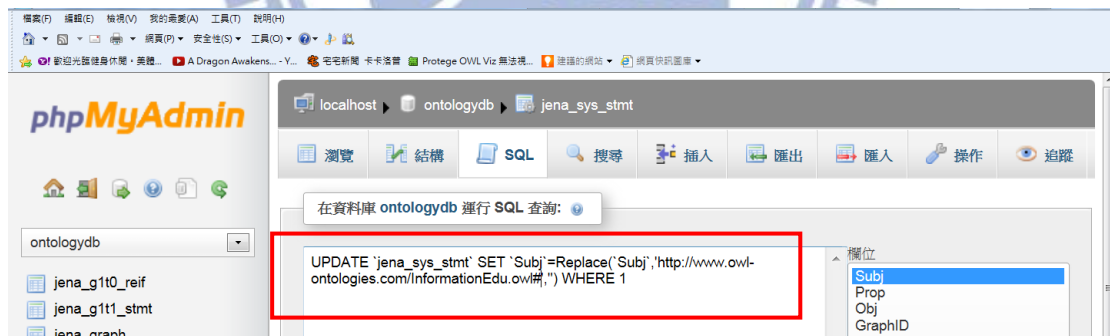 檔案(F) 編輯(E) 檢視(V) 我的最愛(A) 工具(T) 說明(H)
網頁(P) 安全性(S) 工具(O)
歡迎光臨健身休閒‧美體... A Dragon Awakens... - Y... 宅宅新聞 卡卡洛普 Protege OWL Viz 無法視... 建議的網站 網頁快訊圖庫
phpMyAdmin
localhost ontologydb jena_sys_stmt
瀏覽 結構 SQL 搜尋 插入 匯出 匯入 操作 追蹤
在資料庫 ontologydb 運行 SQL 查詢:
ontologydb
UPDATE `jena_sys_stmt` SET `Subj`=Replace(`Subj`,'http://www.owl-
ontologies.com/InformationEdu.owl#','') WHERE 1
欄位
Subj
Prop
Obj
GraphID
jena_g1t0_reif
jena_g1t1_stmt
jena_graph